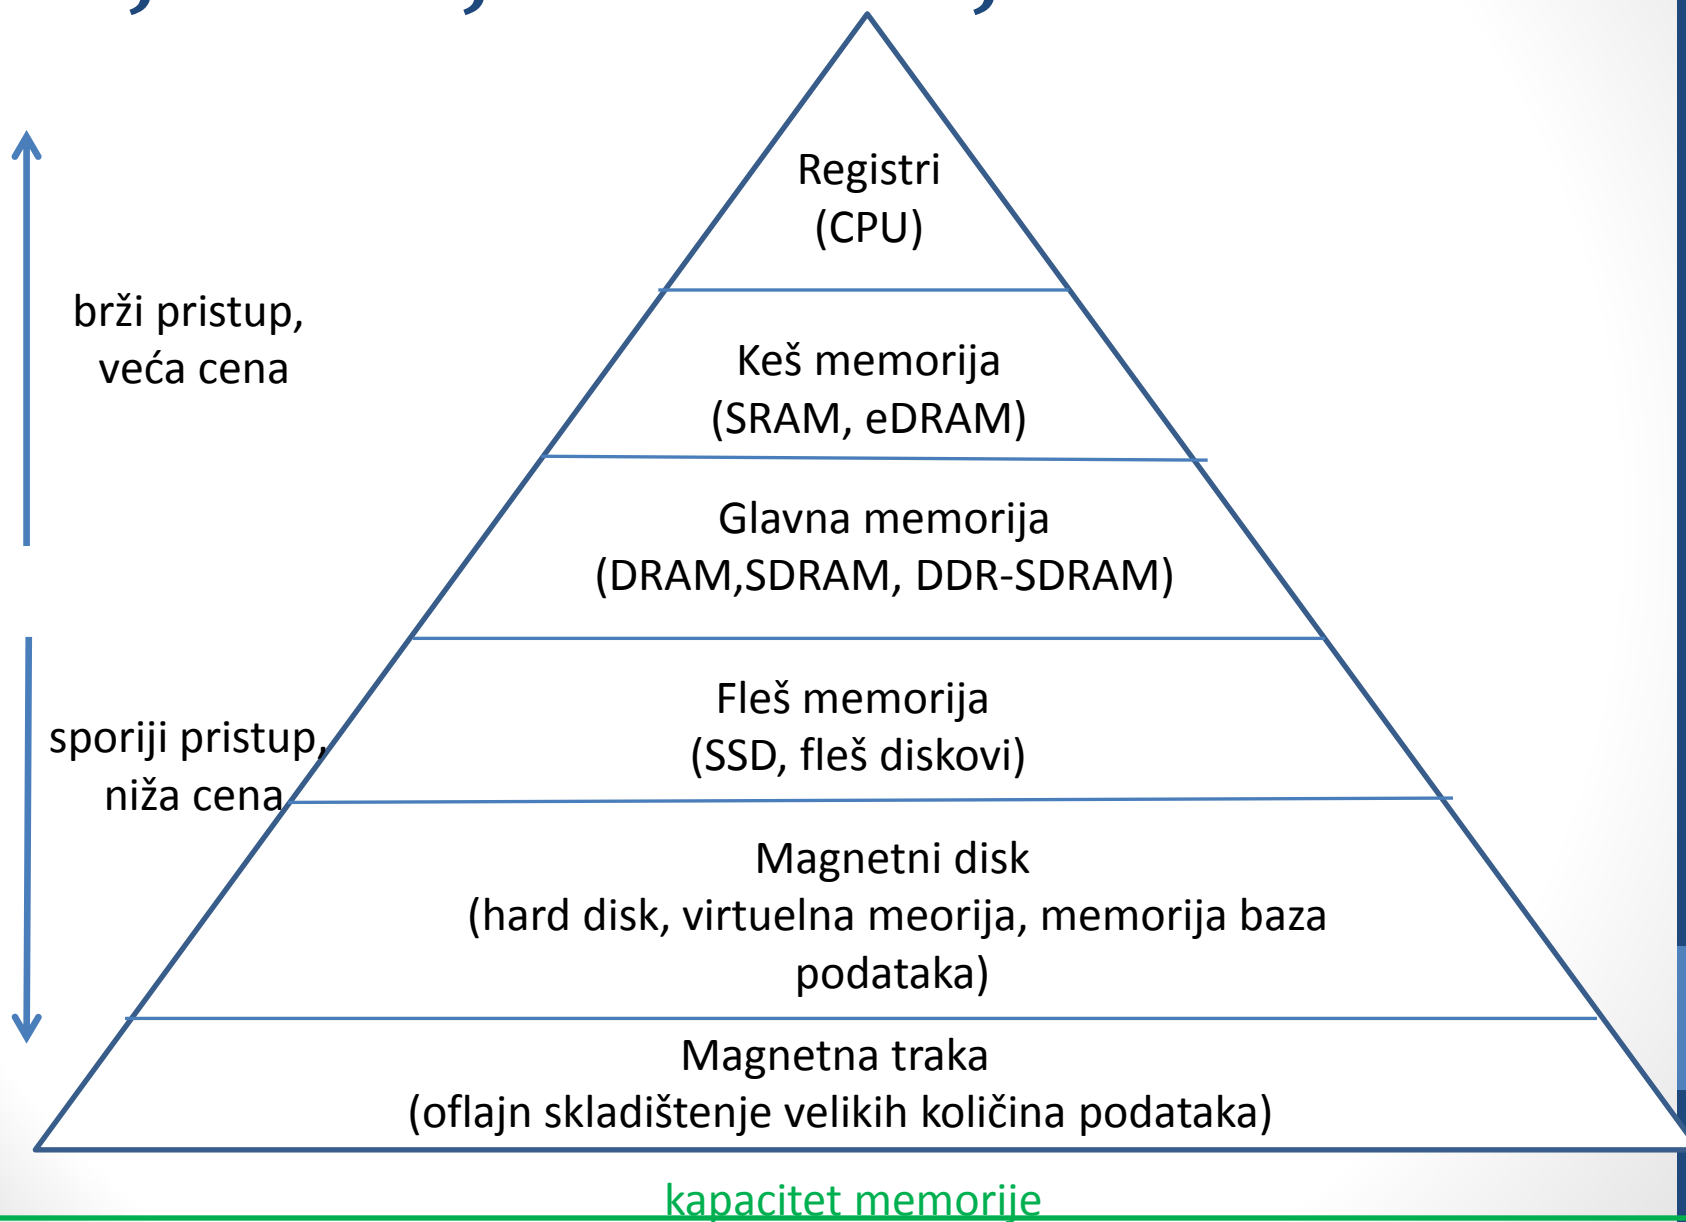 Registri
(CPU)
brži pristup,
veća cena
Keš memorija
(SRAM, eDRAM)
Glavna memorija
(DRAM,SDRAM, DDR-SDRAM)
Fleš memorija
(SSD, fleš diskovi)
sporiji pristup,
niža cena
Magnetni disk
(hard disk, virtuelna meorija, memorija baza
podataka)
Magnetna traka
(oflajn skladištenje velikih količina podataka)
kapacitet memorije